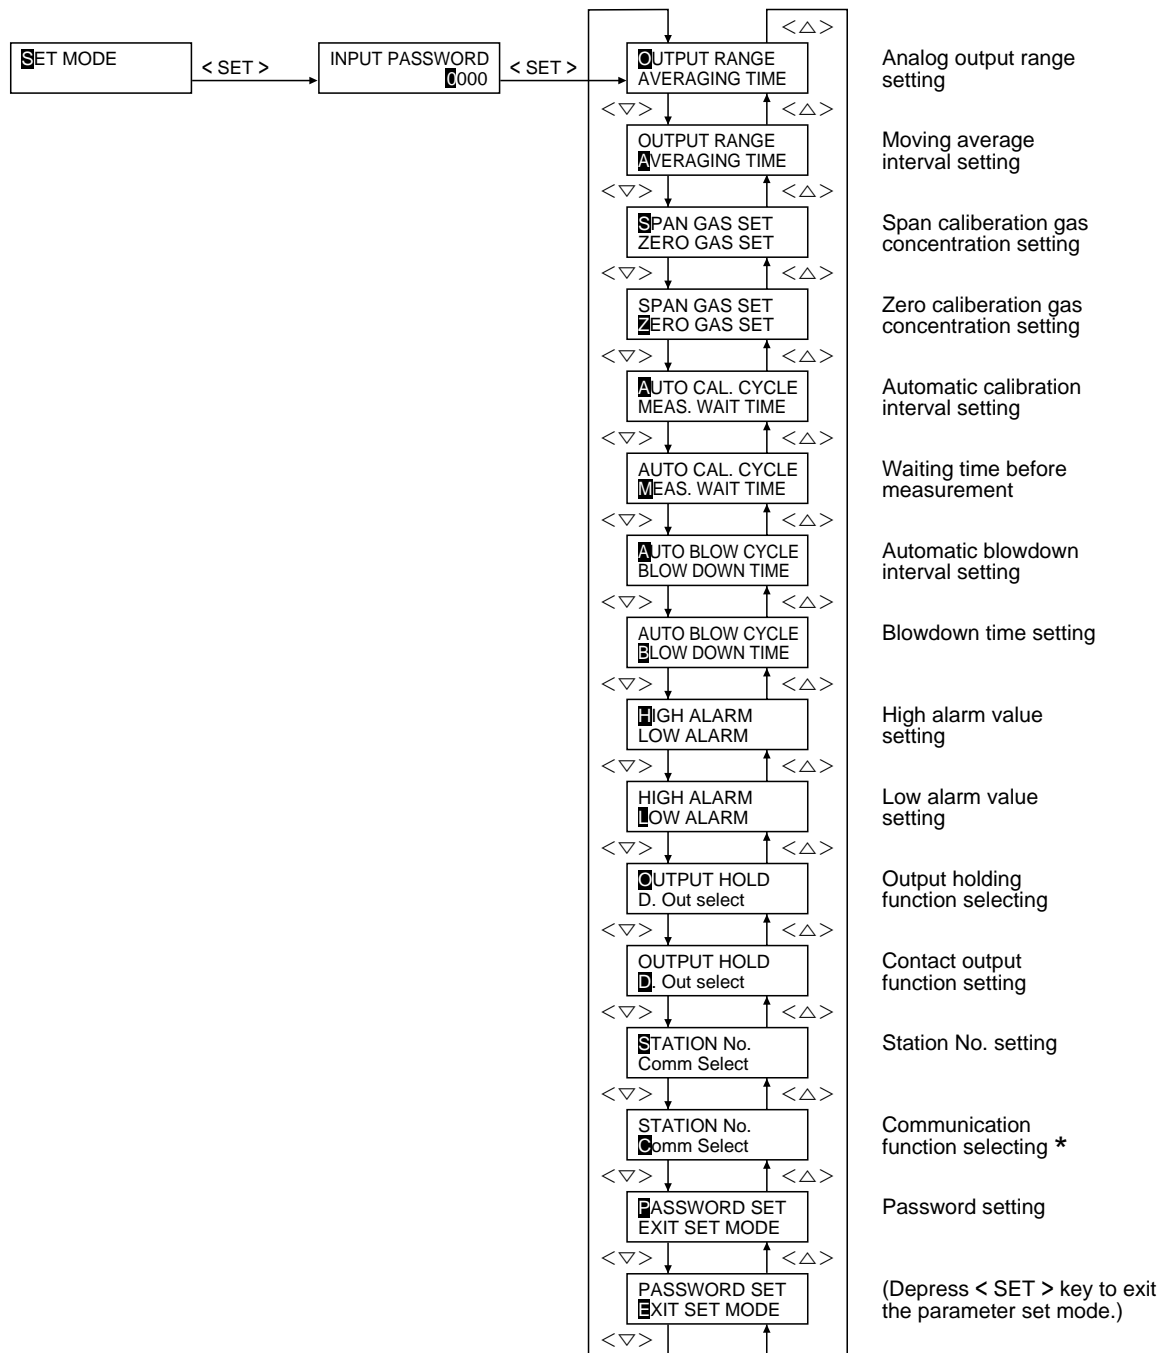 <△>
SET MODE
< SET >
INPUT PASSWORD
0000
< SET >
OUTPUT RANGE
AVERAGING TIME
Analog output range
setting
<▽>
<△>
OUTPUT RANGE
AVERAGING TIME
Moving average
interval setting
<▽>
<△>
SPAN GAS SET
ZERO GAS SET
Span caliberation gas
concentration setting
<▽>
<△>
SPAN GAS SET
ZERO GAS SET
Zero caliberation gas
concentration setting
<▽>
<△>
AUTO CAL. CYCLE
MEAS. WAIT TIME
Automatic calibration
interval setting
<▽>
<△>
AUTO CAL. CYCLE
MEAS. WAIT TIME
Waiting time before
measurement
<▽>
<△>
AUTO BLOW CYCLE
BLOW DOWN TIME
Automatic blowdown
interval setting
<▽>
<△>
AUTO BLOW CYCLE
BLOW DOWN TIME
Blowdown time setting
<▽>
<△>
HIGH ALARM
LOW ALARM
High alarm value
setting
<▽>
<△>
HIGH ALARM
LOW ALARM
Low alarm value
setting
<▽>
<△>
OUTPUT HOLD
D. Out select
Output holding
function selecting
<▽>
<△>
OUTPUT HOLD
D. Out select
Contact output
function setting
<▽>
<△>
STATION No.
Comm Select
Station No. setting
<▽>
<△>
STATION No.
Comm Select
Communication
function selecting *
<▽>
<△>
PASSWORD SET
EXIT SET MODE
Password setting
<▽>
<△>
PASSWORD SET
EXIT SET MODE
(Depress < SET > key to exit
the parameter set mode.)
<▽>